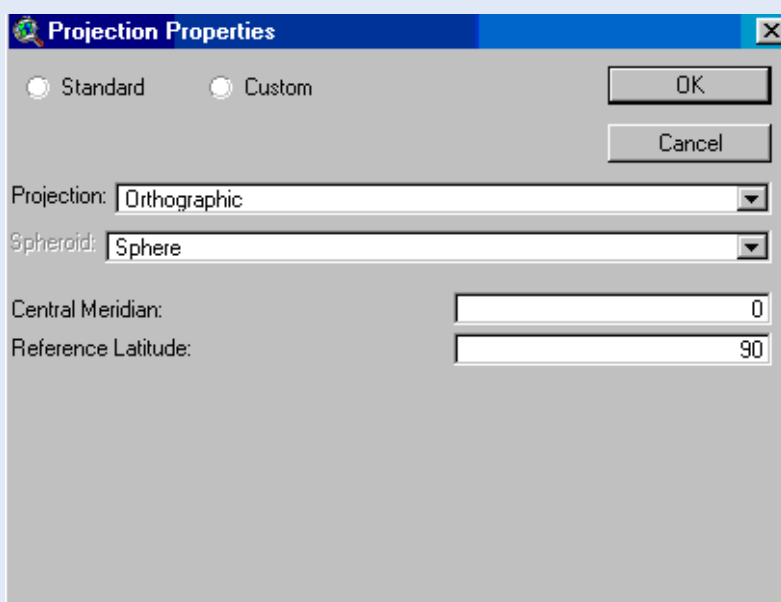 Projection Properties
Standard Custom OK
Cancel
Projection: Orthographic
Spheroid: Sphere
Central Meridian: 0
Reference Latitude: 90